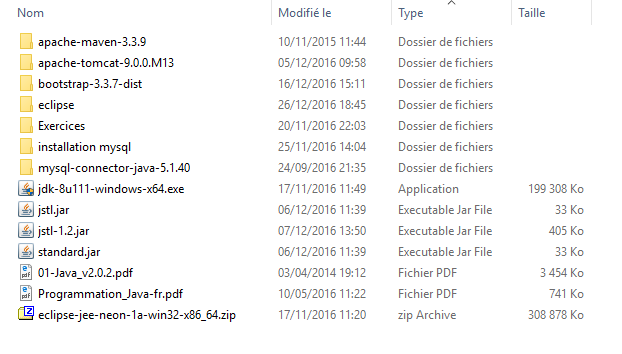 Nom Modifié le Type Taille
apache-maven-3.3.9 10/11/2015 11:44 Dossier de fichiers
apache-tomcat-9.0.0.M13 05/12/2016 09:58 Dossier de fichiers
bootstrap-3.3.7-dist 16/12/2016 15:11 Dossier de fichiers
eclipse 26/12/2016 18:45 Dossier de fichiers
Exercices 20/11/2016 22:03 Dossier de fichiers
installation mysql 25/11/2016 14:04 Dossier de fichiers
mysql-connector-java-5.1.40 24/09/2016 21:35 Dossier de fichiers
jdk-8u111-windows-x64.exe 17/11/2016 11:49 Application 199 308 Ko
jstl.jar 06/12/2016 11:39 Executable Jar File 33 Ko
jstl-1.2.jar 07/12/2016 13:50 Executable Jar File 405 Ko
standard.jar 06/12/2016 11:39 Executable Jar File 33 Ko
01-Java_v2.0.2.pdf 03/04/2014 19:12 Fichier PDF 3 454 Ko
Programmation_Java-fr.pdf 10/05/2016 11:22 Fichier PDF 741 Ko
eclipse-jee-neon-1a-win32-x86_64.zip 17/11/2016 11:20 zip Archive 308 878 Ko